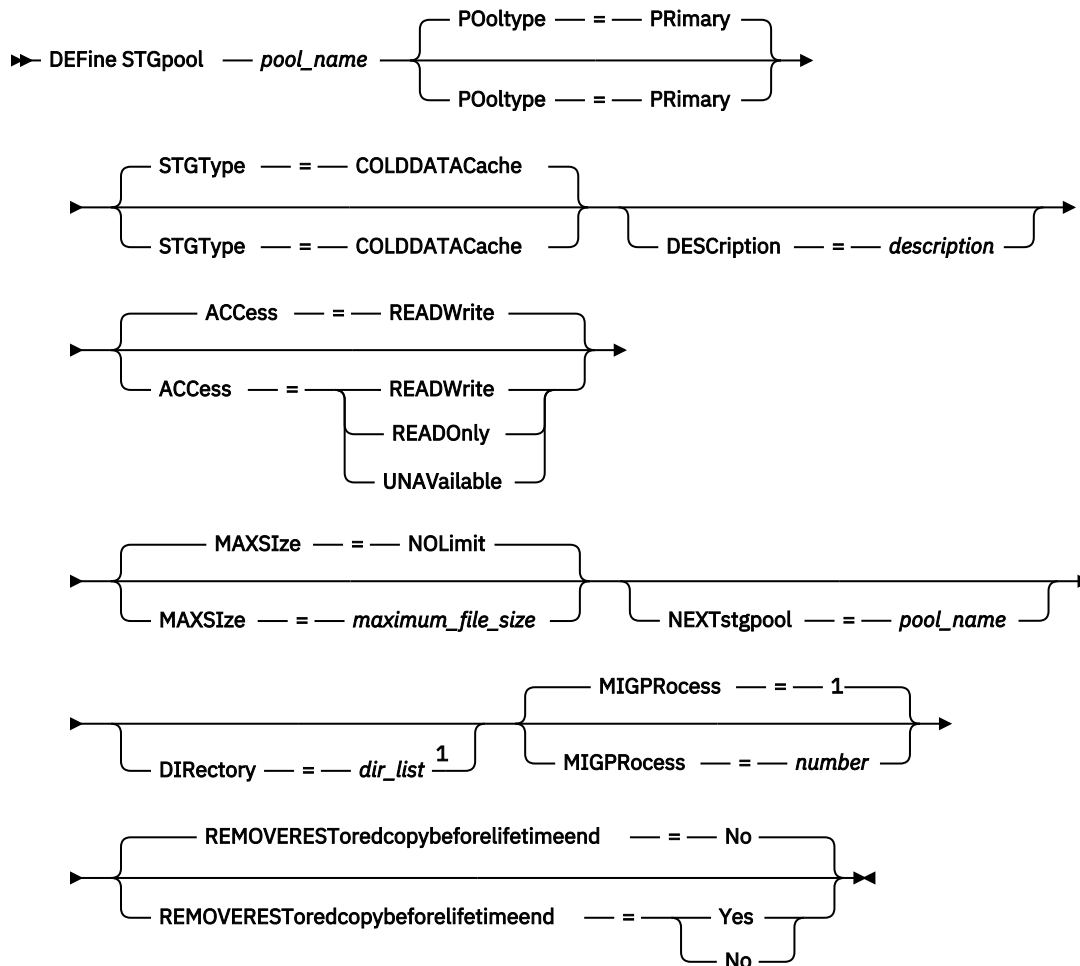 POoltype = PRimary
DEFine STGpool pool_name
POoltype = PRimary
STGType = COLDDATACache
STGType = COLDDATACache
DESCription = description
ACCess = READWrite
ACCess = READWrite
READOnly
UNAVailable
MAXSIze = NOLimit
MAXSIze = maximum_file_size
NEXTstgpool = pool_name
MIGPRocess = 1
DIRectory = dir_list 1
MIGPRocess = number
REMOVERESToredcopybeforelifetimeend = No
REMOVERESToredcopybeforelifetimeend = Yes
No